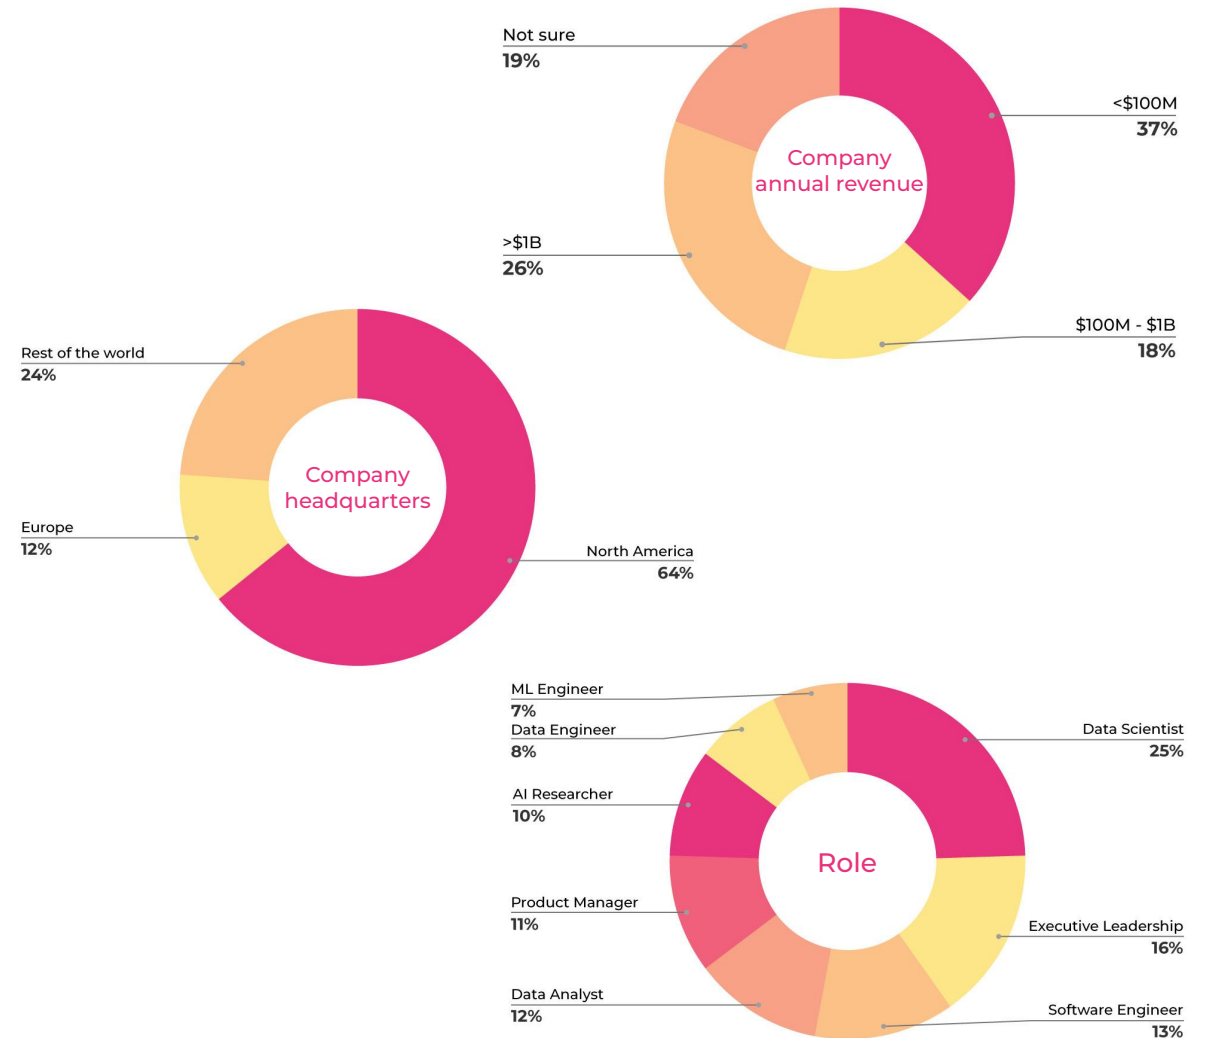 Not sure
19%
<$100M
37%
Company
annual revenue
>$1B
26%
$100M - $1B
18%
Rest of the world
24%
Company
headquarters
Europe
12%
North America
64%
ML Engineer
7%
Data Engineer
8%
Data Scientist
25%
AI Researcher
10%
Role
Product Manager
11%
Executive Leadership
16%
Data Analyst
12%
Software Engineer
13%